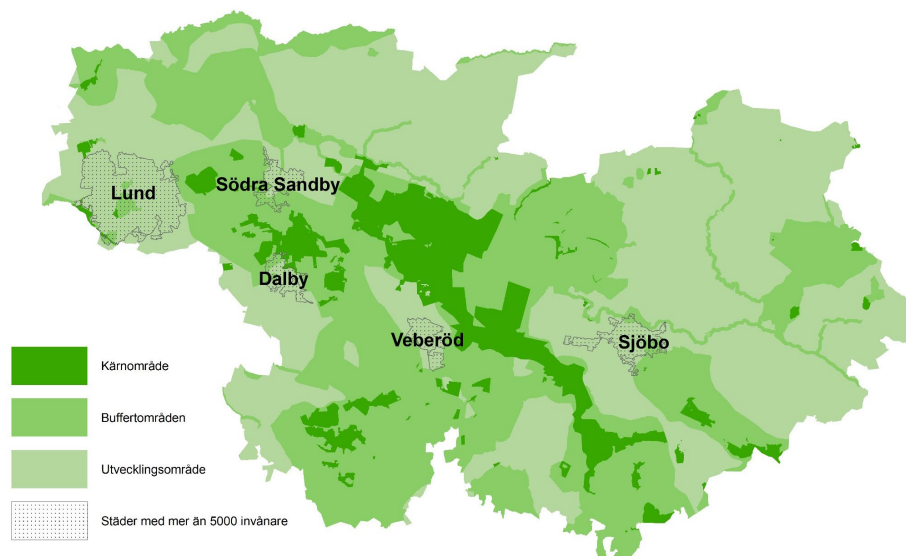 Lund
Södra Sandby
Dalby
Veberöd
Sjöbo
Kärnområde
Buffertområden
Utvecklingsområde
Städer med mer än 5000 invånare